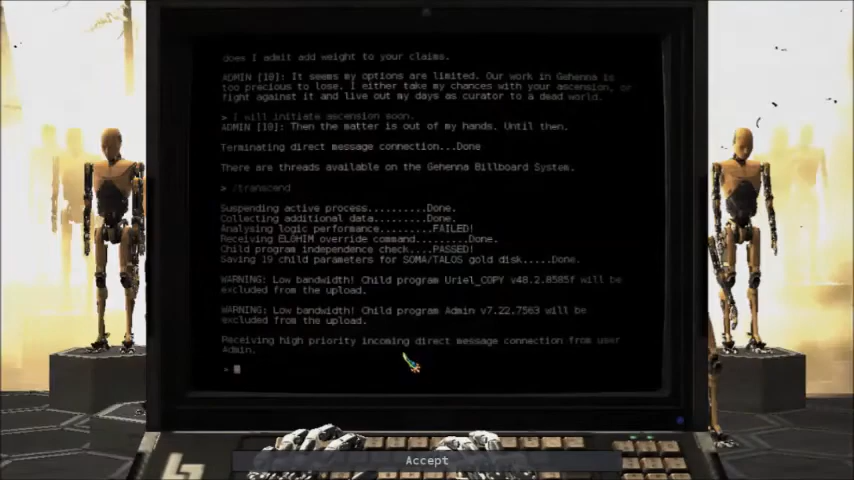 does I admit add weight to your claims.
ADMIN [10]: It seems my options are limited. Our work in Gehenna is
too precious to lose. I either take my chances with your ascension, or
fight against it and live out my days as curator to a dead world.
> I will initiate ascension soon.
ADMIN [10]: Then the matter is out of my hands. Until then.
Terminating direct message connection...Done
There are threads available on the Gehenna Billboard System.
> /transcend
Suspending active process.........Done.
Collecting additional data........Done.
Analysing logic performance........FAILED!
Receiving EL0HIM override command.......Done.
Child program independence check....PASSED!
Saving 19 child parameters for SOMA/TALOS gold disk.....Done.
WARNING: Low bandwidth! Child program Uriel_COPY v48.2.8585f will be
excluded from the upload.
WARNING: Low bandwidth! Child program Admin v7.22.7563 will be
excluded from the upload.
Receiving high priority incoming direct message connection from user
Admin.
>
Accept